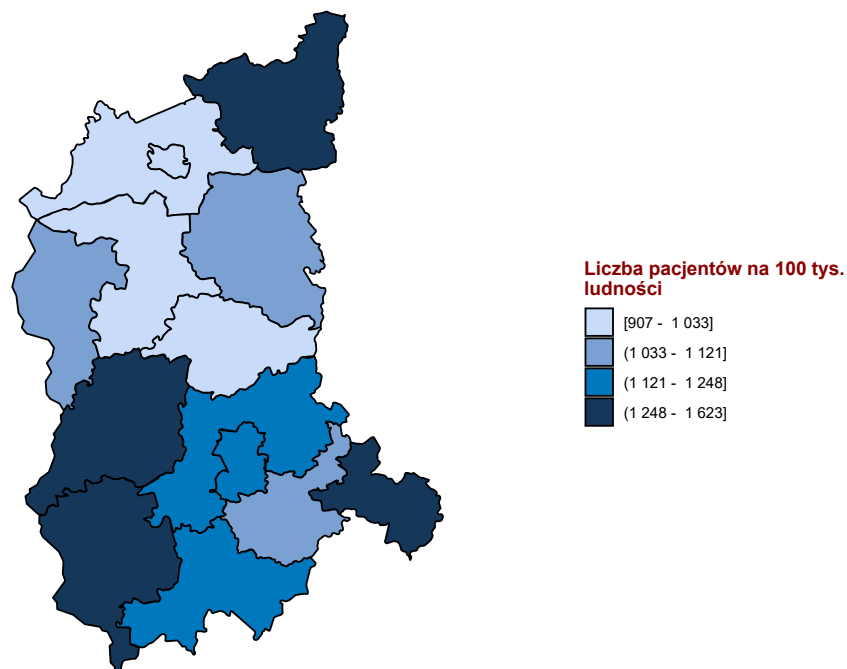 Liczba pacjentów na 100 tys.
ludności
[907 - 1 033]
(1 033 - 1 121]
(1 121 - 1 248]
(1 248 - 1 623]